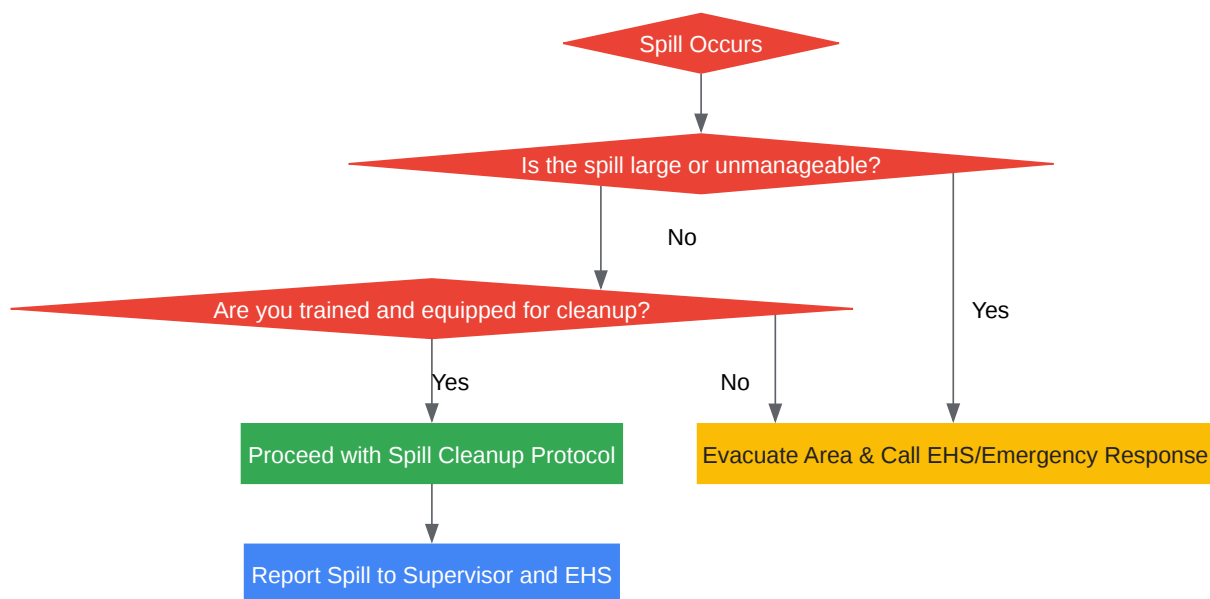 Spill Occurs
Is the spill large or unmanageable?
No
Are you trained and equipped for cleanup?
Yes
Yes
No
Proceed with Spill Cleanup Protocol
Evacuate Area & Call EHS/Emergency Response
Report Spill to Supervisor and EHS